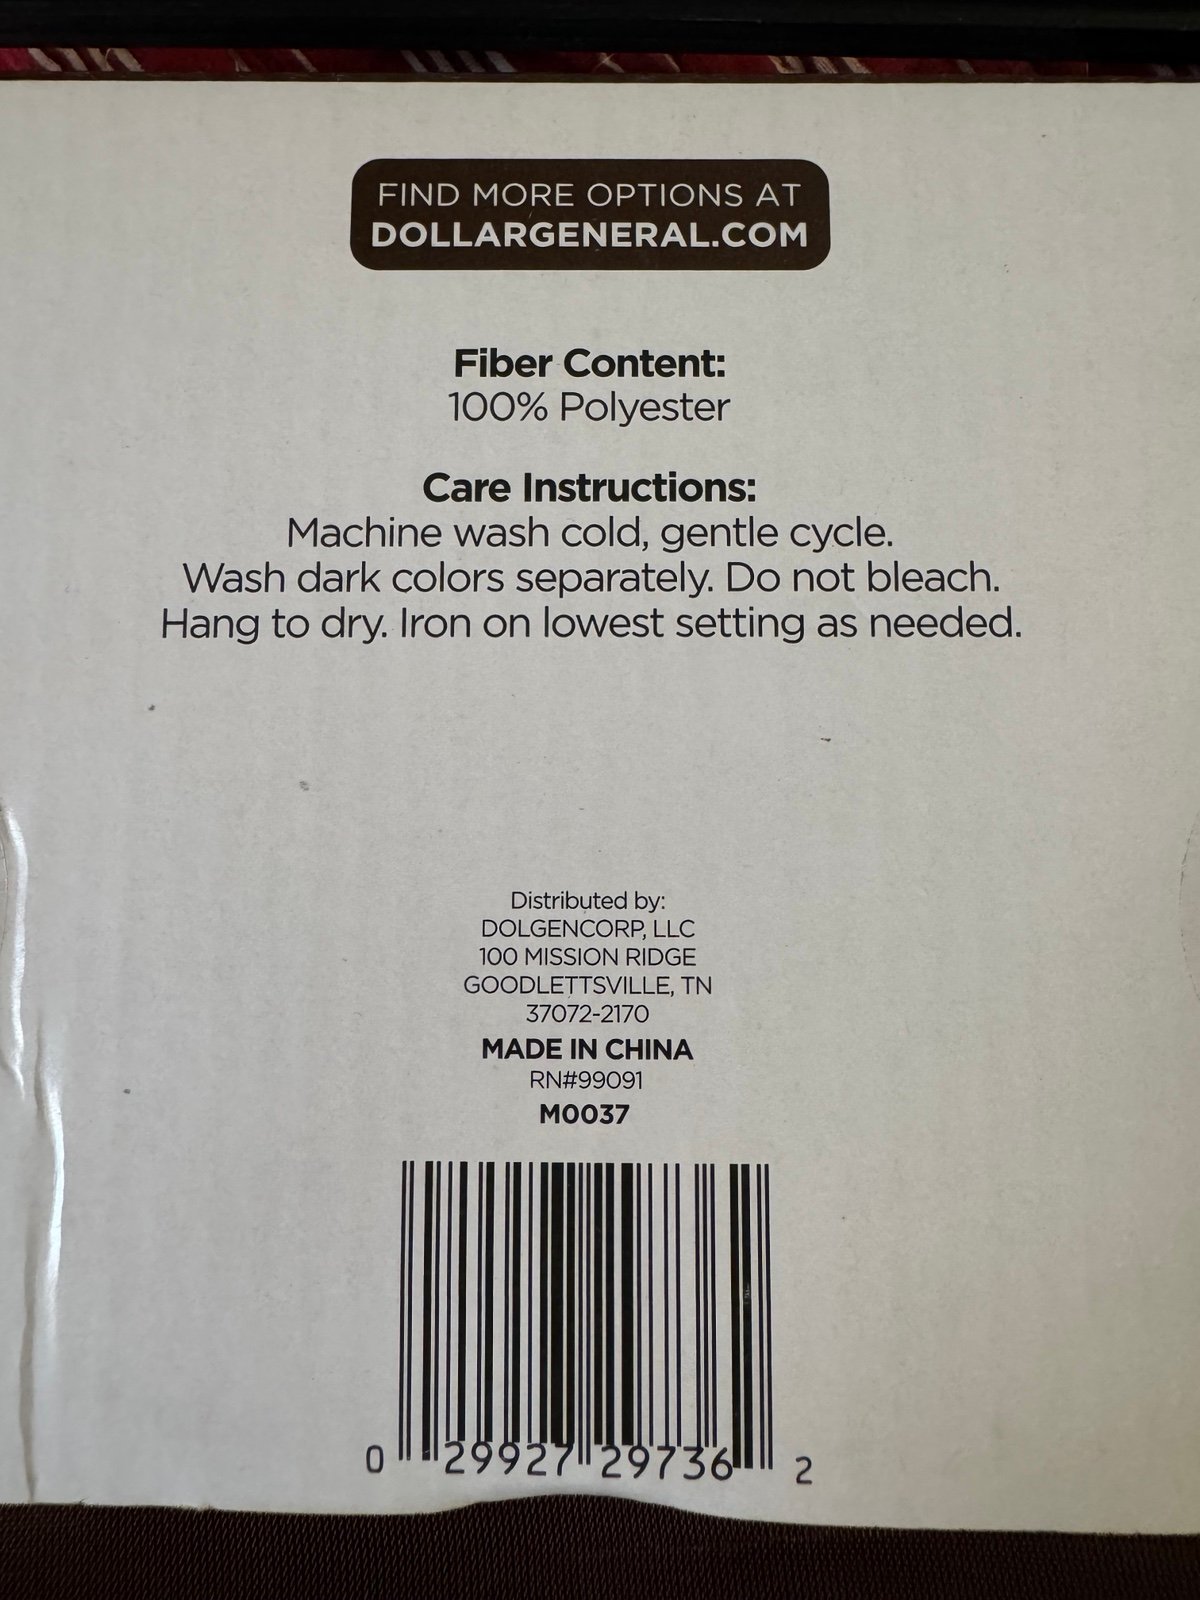 FIND MORE OPTIONS AT
DOLLARGENERAL.COM
Fiber Content:
100% Polyester
Care Instructions:
Machine wash cold, gentle cycle.
Wash dark colors separately. Do not bleach.
Hang to dry. Iron on lowest setting as needed.
Distributed by:
DOLGENCORP, LLC
100 MISSION RIDGE
GOODLETTSVILLE, TN
37072-2170
MADE IN CHINA
RN#99091
M0037
0 29927 29736 2